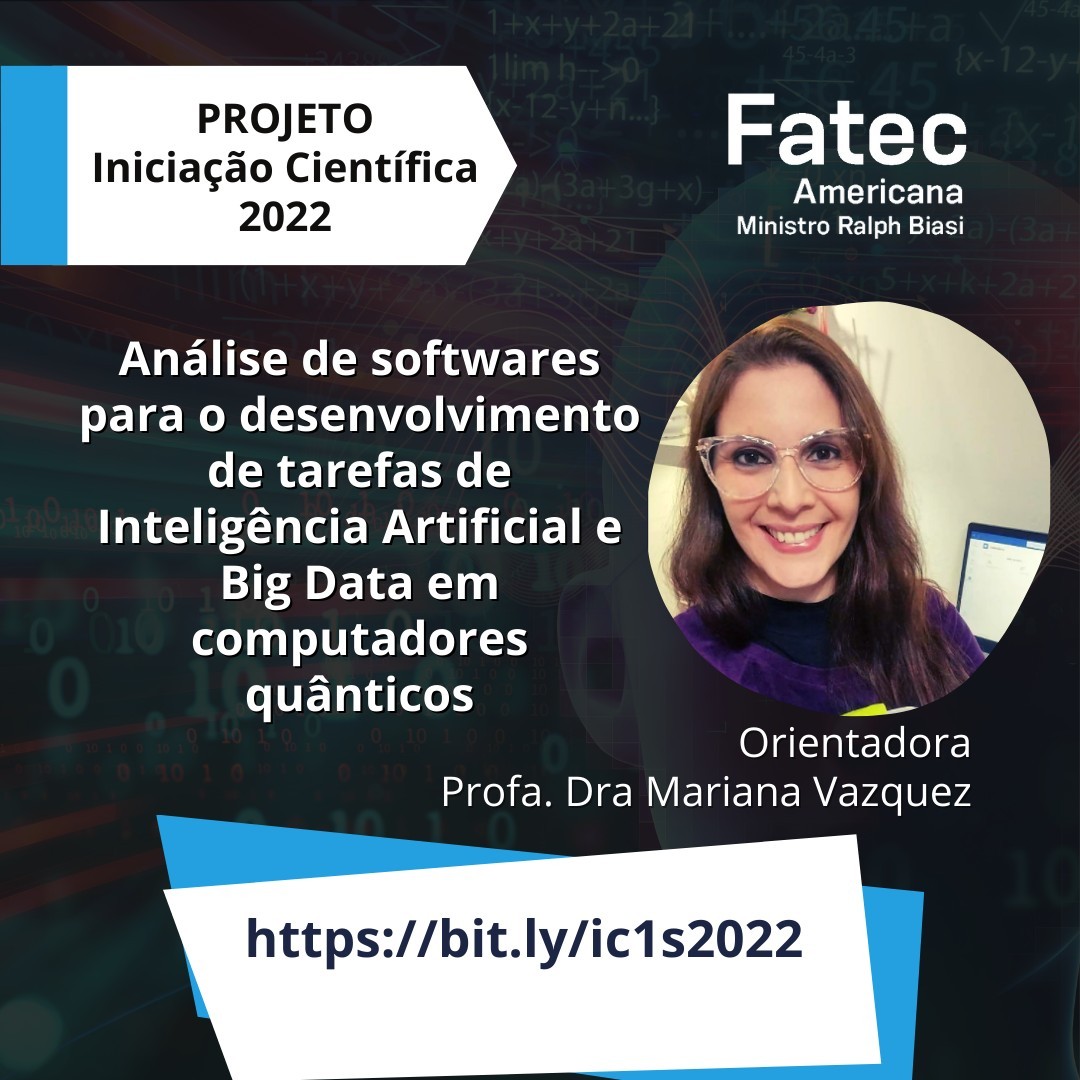 PROJETO
Iniciação Científica
2022
Fatec
Americana
Ministro Ralph Biasi
Análise de softwares
para o desenvolvimento
de tarefas de
Inteligência Artificial e
Big Data em
computadores
quânticos
Orientadora
Profa. Dra Mariana Vazquez
https://bit.ly/ic1s2022